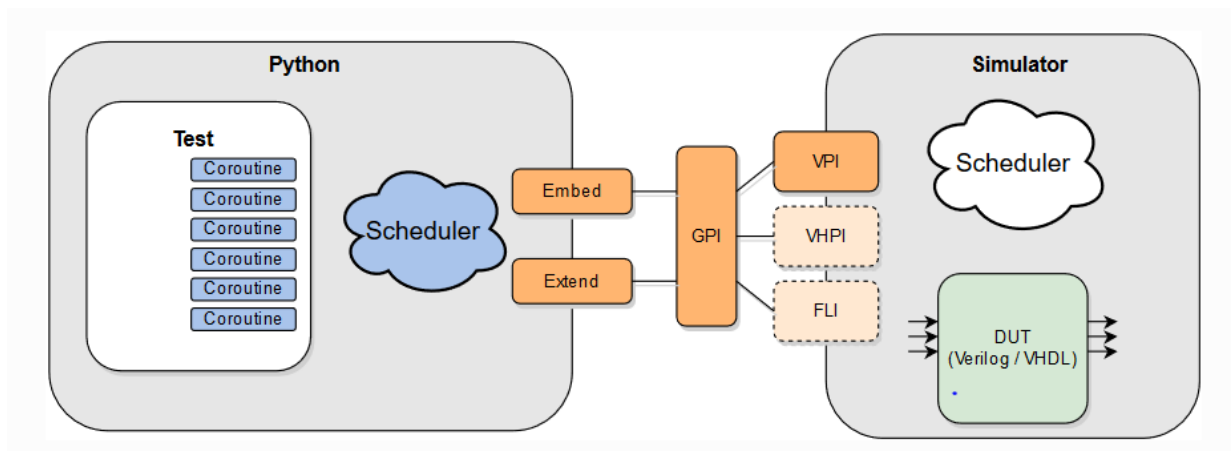 Python
Test
Coroutine
Coroutine
Coroutine
Coroutine
Coroutine
Coroutine
Scheduler
Embed
Extend
GPI
VPI
VHPI
FLI
Simulator
Scheduler
DUT
(Verilog / VHDL)